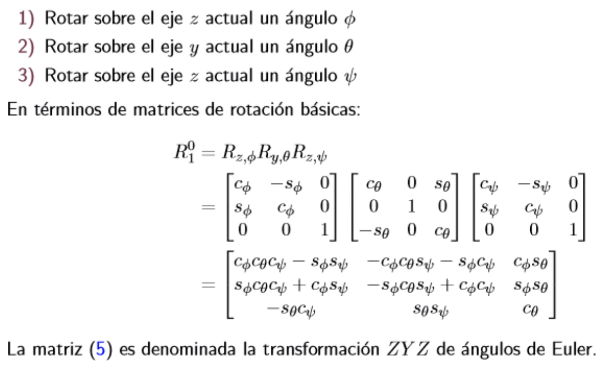 1) Rotar sobre el eje z actual un ángulo ϕ
2) Rotar sobre el eje y actual un ángulo θ
3) Rotar sobre el eje z actual un ángulo ψ
En términos de matrices de rotación básicas:
R⁰₁ = R_{z,ϕ}R_{y,θ}R_{z,ψ}
= [c_ϕ −s_ϕ 0; s_ϕ c_ϕ 0; 0 0 1] [c_θ 0 s_θ; 0 1 0; −s_θ 0 c_θ] [c_ψ −s_ψ 0; s_ψ c_ψ 0; 0 0 1]
= [c_ϕc_θc_ψ − s_ϕs_ψ −c_ϕc_θs_ψ − s_ϕc_ψ c_ϕs_θ; s_ϕc_θc_ψ + c_ϕs_ψ −s_ϕc_θs_ψ + c_ϕc_ψ s_ϕs_θ; −s_θc_ψ s_θs_ψ c_θ]
La matriz (5) es denominada la transformación ZYZ de ángulos de Euler.